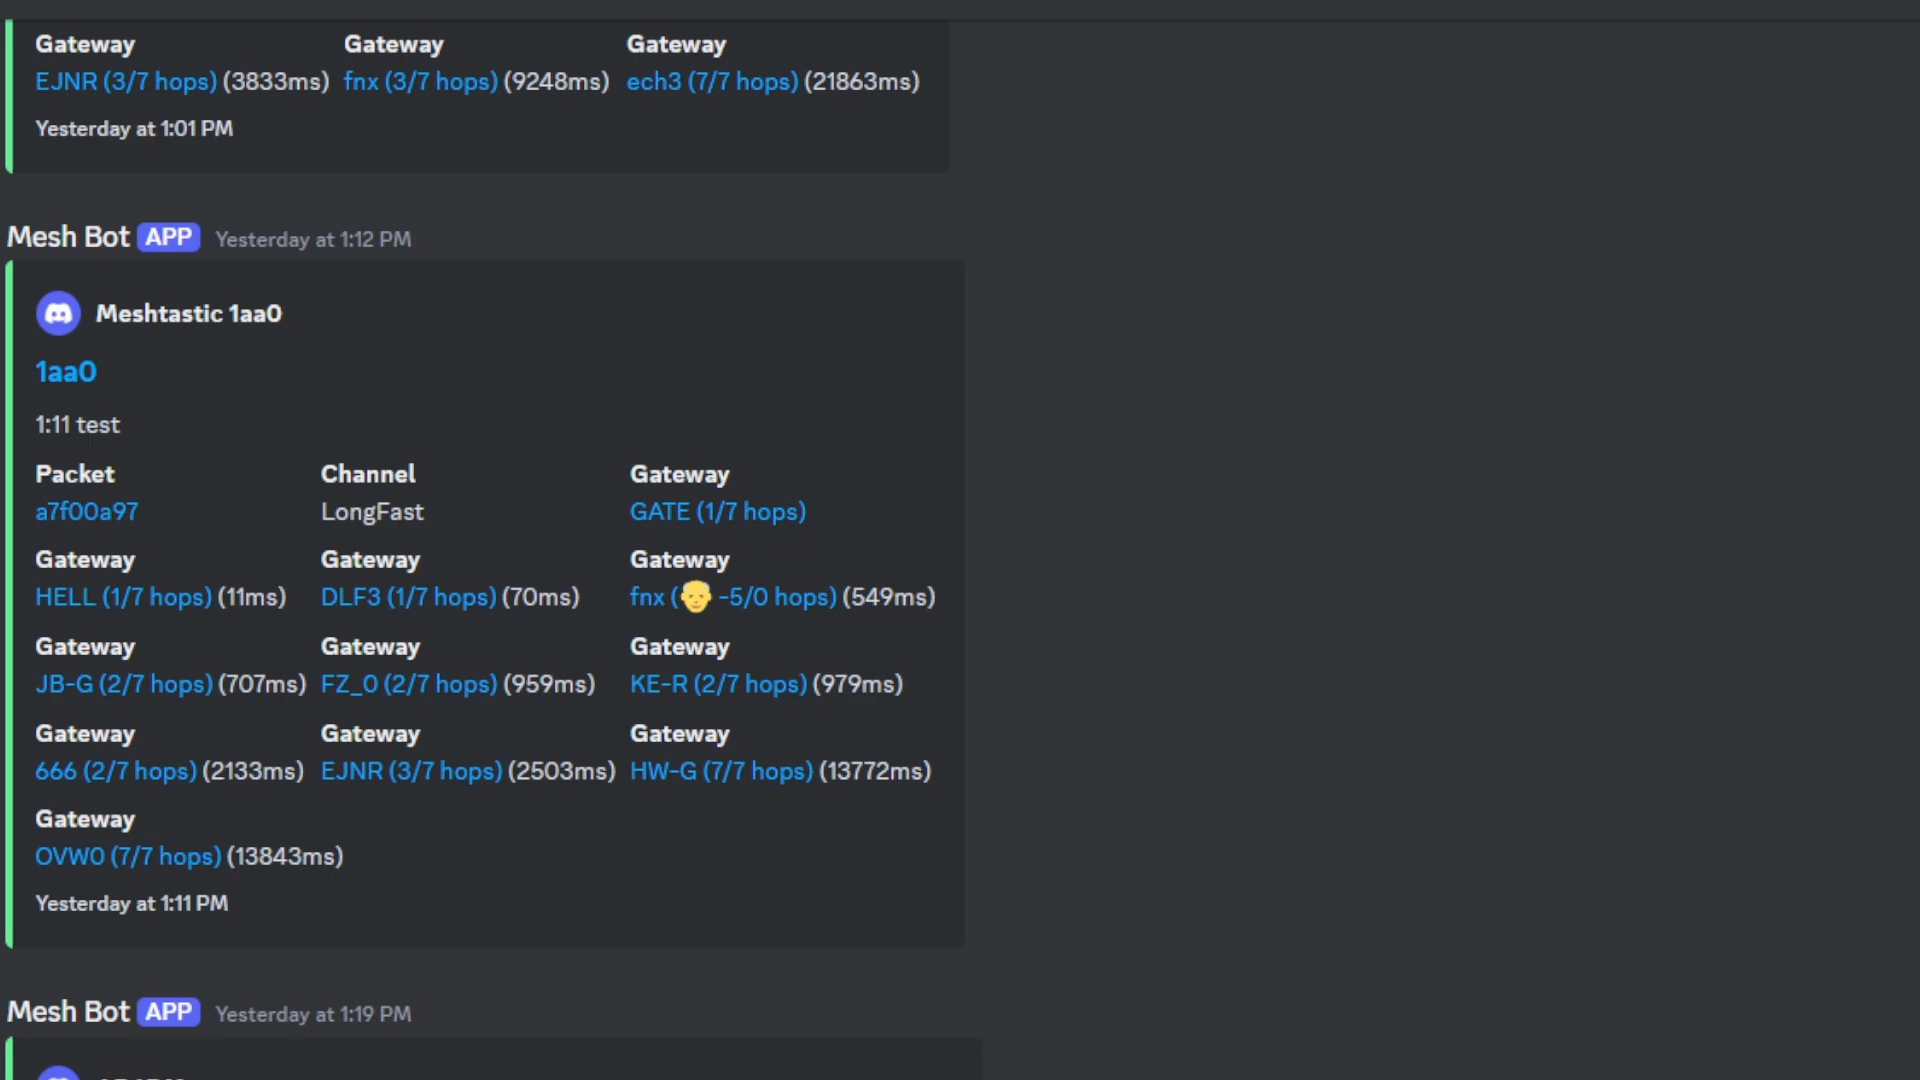 Gateway Gateway Gateway
EJNR (3/7 hops) (3833ms) fnx (3/7 hops) (9248ms) ech3 (7/7 hops) (21863ms)
Yesterday at 1:01 PM
Mesh Bot APP Yesterday at 1:12 PM
Meshtastic 1aa0
1aa0
1:11 test
Packet Channel Gateway
a7f00a97 LongFast GATE (1/7 hops)
Gateway Gateway Gateway
HELL (1/7 hops) (11ms) DLF3 (1/7 hops) (70ms) fnx (👴 -5/0 hops) (549ms)
Gateway Gateway Gateway
JB-G (2/7 hops) (707ms) FZ_0 (2/7 hops) (959ms) KE-R (2/7 hops) (979ms)
Gateway Gateway Gateway
666 (2/7 hops) (2133ms) EJNR (3/7 hops) (2503ms) HW-G (7/7 hops) (13772ms)
Gateway
OVW0 (7/7 hops) (13843ms)
Yesterday at 1:11 PM
Mesh Bot APP Yesterday at 1:19 PM